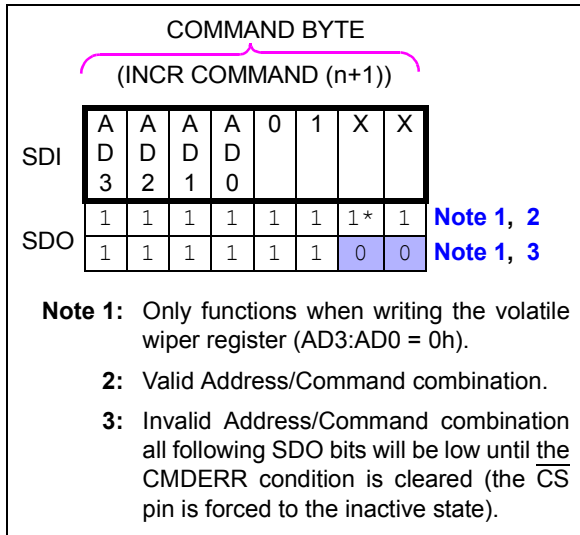 COMMAND BYTE
(INCR COMMAND (n+1))
SDI
A A A A 0 1 X X
D D D D
3 2 1 0
SDO
1 1 1 1 1 1 1* 1 Note 1, 2
1 1 1 1 1 1 0 0 Note 1, 3
Note 1: Only functions when writing the volatile
wiper register (AD3:AD0 = 0h).
2: Valid Address/Command combination.
3: Invalid Address/Command combination
all following SDO bits will be low until the
CMDERR condition is cleared (the C̅S̅
pin is forced to the inactive state).